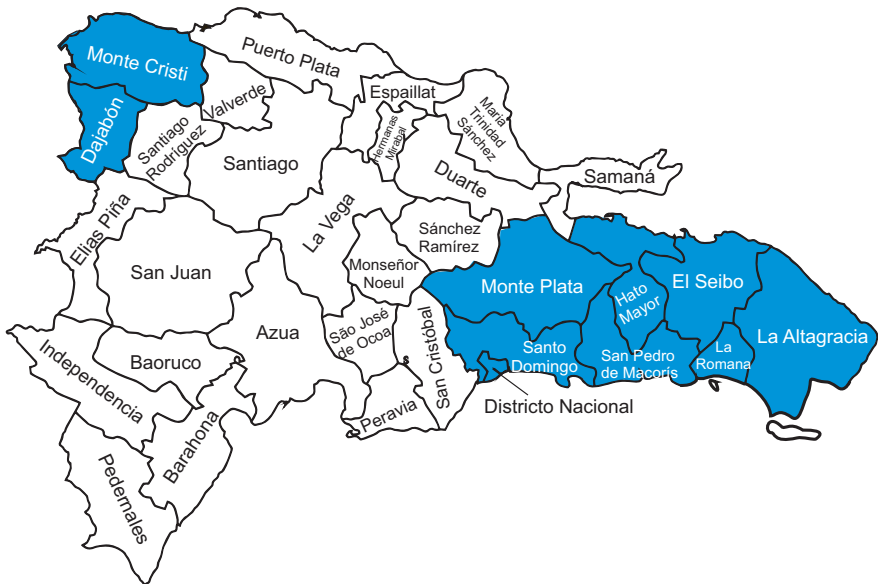 Monte Cristi
Puerto Plata
Espaillat
Valverde
María
Trinidad
Sánchez
Dajabón
Santiago
Rodríguez
Hermanas
Mirabal
Santiago
Duarte
Samaná
Elias Piña
La Vega
Sánchez
Ramírez
San Juan
Monseñor
Noeul
Monte Plata
Hato
Mayor
El Seibo
Azua
São José
de Ocoa
San Cristóbal
Santo
Domingo
San Pedro
de Macorís
La
Romana
La Altagracia
Independencia
Baoruco
Barahona
Peravia
Districto Nacional
Pedernales